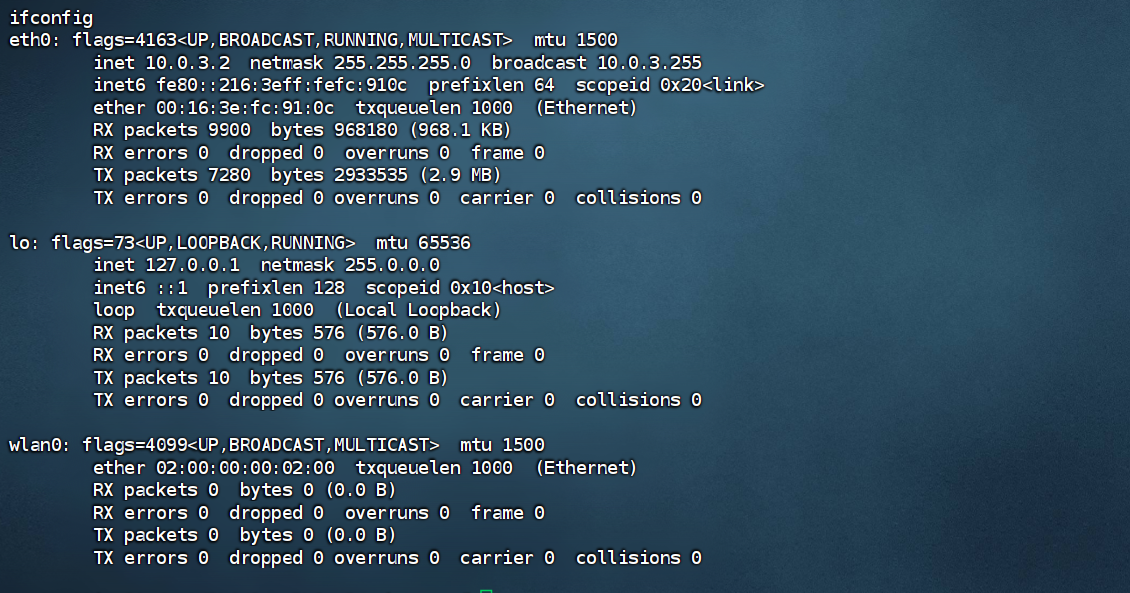 ifconfig
eth0: flags=4163<UP,BROADCAST,RUNNING,MULTICAST>  mtu 1500
inet 10.0.3.2  netmask 255.255.255.0  broadcast 10.0.3.255
inet6 fe80::216:3eff:fefc:910c  prefixlen 64  scopeid 0x20<link>
ether 00:16:3e:fc:91:0c  txqueuelen 1000  (Ethernet)
RX packets 9900  bytes 968180 (968.1 KB)
RX errors 0  dropped 0  overruns 0  frame 0
TX packets 7280  bytes 2933535 (2.9 MB)
TX errors 0  dropped 0 overruns 0  carrier 0  collisions 0
lo: flags=73<UP,LOOPBACK,RUNNING>  mtu 65536
inet 127.0.0.1  netmask 255.0.0.0
inet6 ::1  prefixlen 128  scopeid 0x10<host>
loop  txqueuelen 1000  (Local Loopback)
RX packets 10  bytes 576 (576.0 B)
RX errors 0  dropped 0  overruns 0  frame 0
TX packets 10  bytes 576 (576.0 B)
TX errors 0  dropped 0 overruns 0  carrier 0  collisions 0
wlan0: flags=4099<UP,BROADCAST,MULTICAST>  mtu 1500
ether 02:00:00:00:02:00  txqueuelen 1000  (Ethernet)
RX packets 0  bytes 0 (0.0 B)
RX errors 0  dropped 0  overruns 0  frame 0
TX packets 0  bytes 0 (0.0 B)
TX errors 0  dropped 0 overruns 0  carrier 0  collisions 0